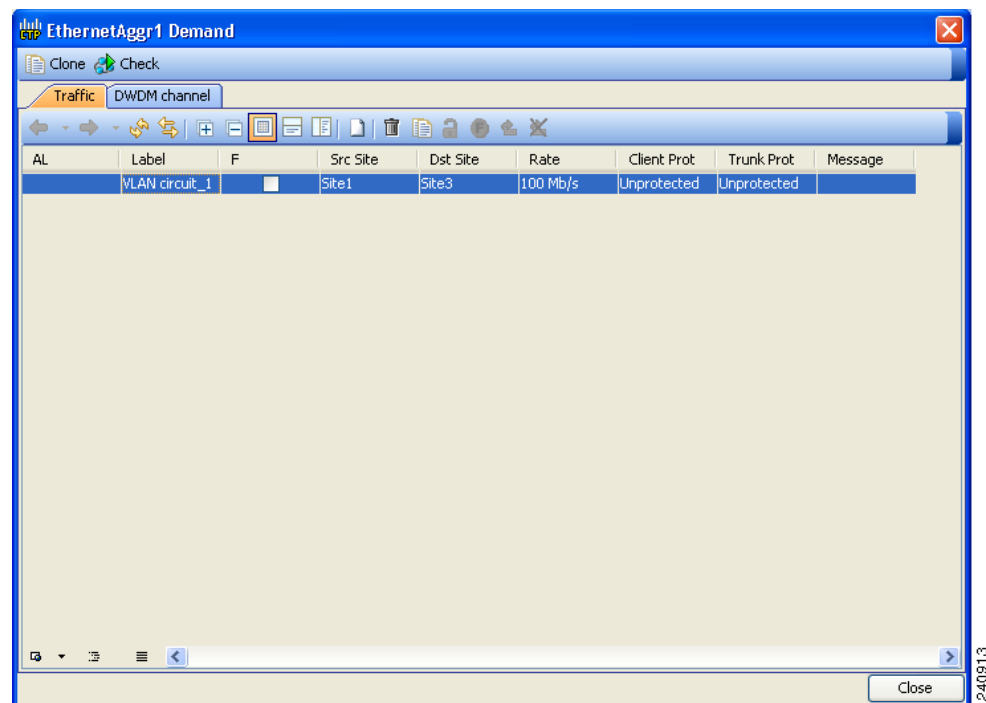 CTP EthernetAggr1 Demand
Clone Check
Traffic DWDM channel
AL Label F Src Site Dst Site Rate Client Prot Trunk Prot Message
VLAN circuit_1 Site1 Site3 100 Mb/s Unprotected Unprotected
Close
240913